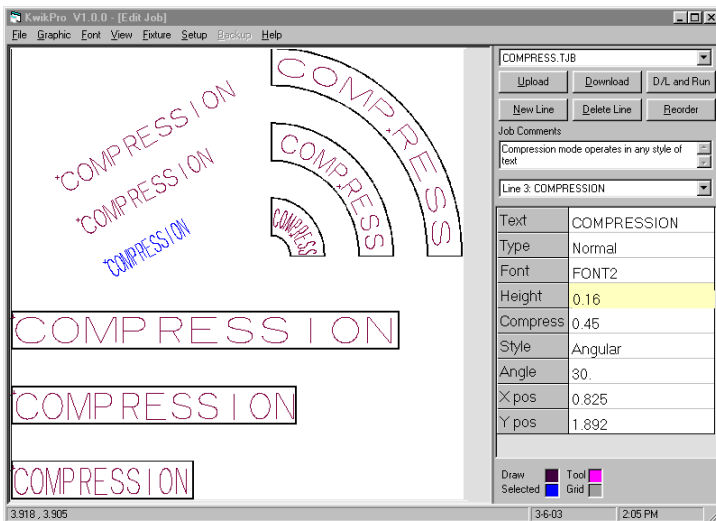 KwikPro V1.0.0 - [Edit Job]
File Graphic Font View Fixture Setup Backup Help
COMPRESSION
COMPRESSION
COMPRESSION
COMPRESS
COMPRESSION
COMPRESS
COMPRESSION
COMPRESSION
COMPRESSION
COMPRESS.TJB
Upload Download D/L and Run
New Line Delete Line Reorder
Job Comments
Compression mode operates in any style of
text
Line 3: COMPRESSION
Text COMPRESSION
Type Normal
Font FONT2
Height 0.16
Compress 0.45
Style Angular
Angle 30.
X pos 0.825
Y pos 1.892
Draw Tool
Selected Grid
3.918 , 3.905 3-6-03 2:05 PM